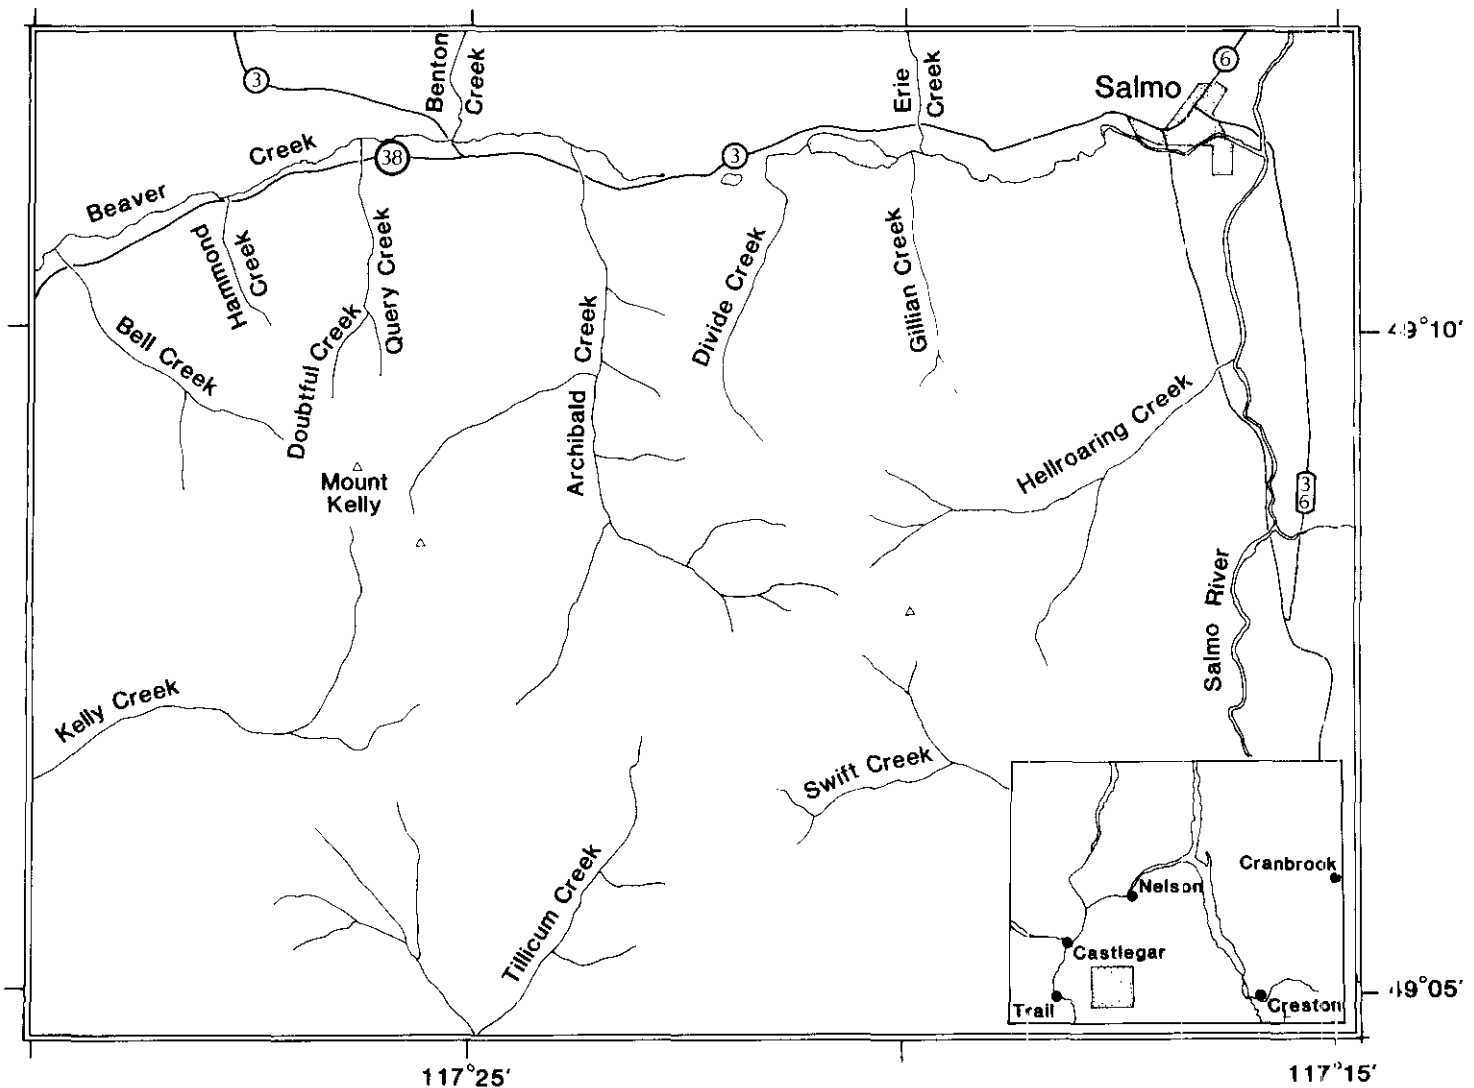 Benton
Creek
Erie
Creek
Salmo
6
3
3
38
Creek
Beaver
Hammond
Creek
Query Creek
Doubtful Creek
Bell Creek
Archibald Creek
Divide Creek
Gillian Creek
49°10'
Hellroaring Creek
Mount
Kelly
3
6
Salmo River
Kelly Creek
Swift Creek
Tillicum Creek
Cranbrook
Nelson
Castlegar
Trail
Creston
49°05'
117°25'
117°15'